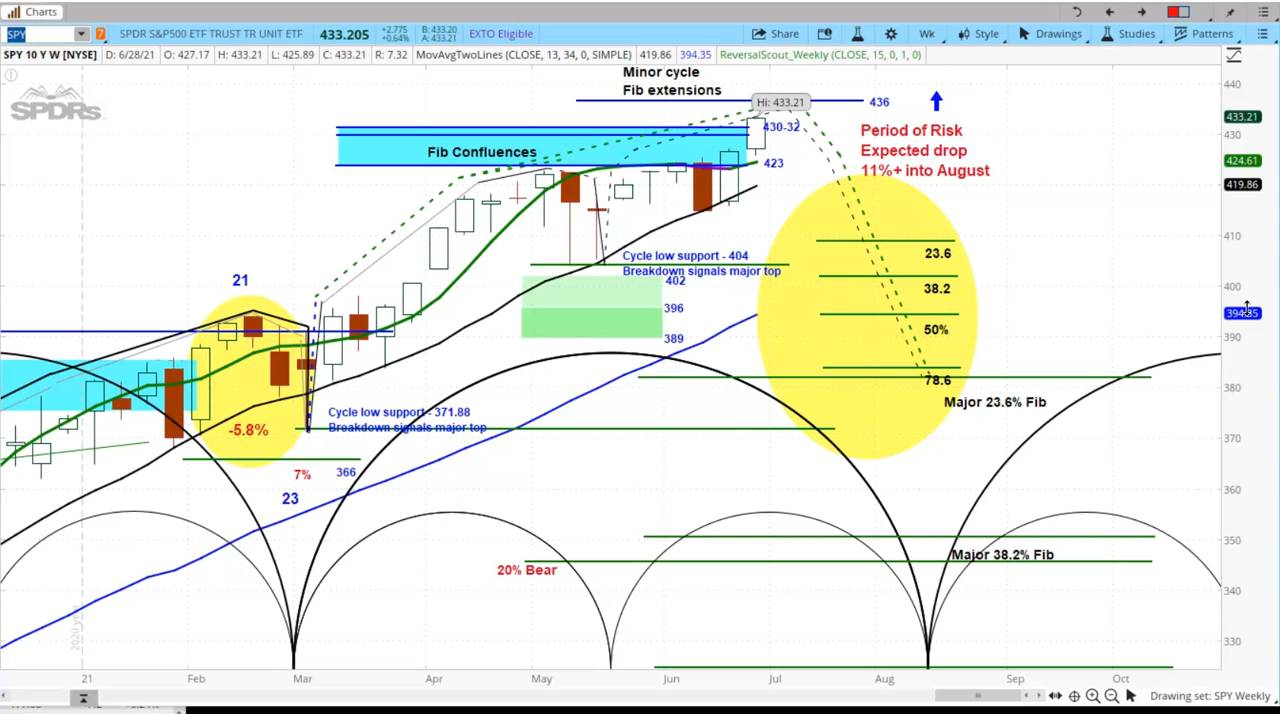 Charts
SPY
SPDR S&P500 ETF TRUST TR UNIT ETF
433.205
+2.775
+0.64%
B: 433.20
A: 433.21
EXTO Eligible
Share
Wk
Style
Drawings
Studies
Patterns
SPY 10 Y W [NYSE]
D: 6/28/21
O: 427.17
H: 433.21
L: 425.89
C: 433.21
R: 7.32
MovAvgTwoLines (CLOSE, 13, 34, 0, SIMPLE)
419.86
394.35
ReversalScout_Weekly (CLOSE, 15, 0, 1, 0)
SPDRs
Minor cycle
Fib extensions
Hi: 433.21
436
430-32
423
Fib Confluences
Period of Risk
Expected drop
11%+ into August
23.6
38.2
50%
78.6
Major 23.6% Fib
Cycle low support - 404
Breakdown signals major top
402
396
389
21
-5.8%
7%
366
23
Cycle low support - 371.88
Breakdown signals major top
20% Bear
Major 38.2% Fib
440
433.21
430
424.61
419.86
410
400
390
380
370
360
350
340
330
21
Feb
Mar
Apr
May
Jun
Jul
Aug
Sep
Oct
Drawing set: SPY Weekly